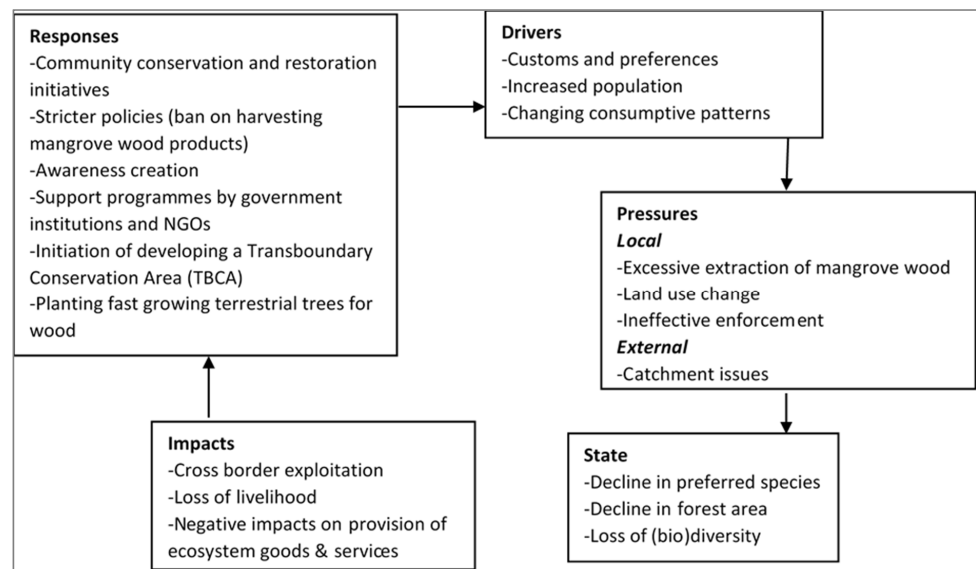 Responses
-Community conservation and restoration
initiatives
-Stricter policies (ban on harvesting
mangrove wood products)
-Awareness creation
-Support programmes by government
institutions and NGOs
-Initiation of developing a Transboundary
Conservation Area (TBCA)
-Planting fast growing terrestrial trees for
wood
Drivers
-Customs and preferences
-Increased population
-Changing consumptive patterns
Pressures
Local
-Excessive extraction of mangrove wood
-Land use change
-Ineffective enforcement
External
-Catchment issues
State
-Decline in preferred species
-Decline in forest area
-Loss of (bio)diversity
Impacts
-Cross border exploitation
-Loss of livelihood
-Negative impacts on provision of
ecosystem goods & services